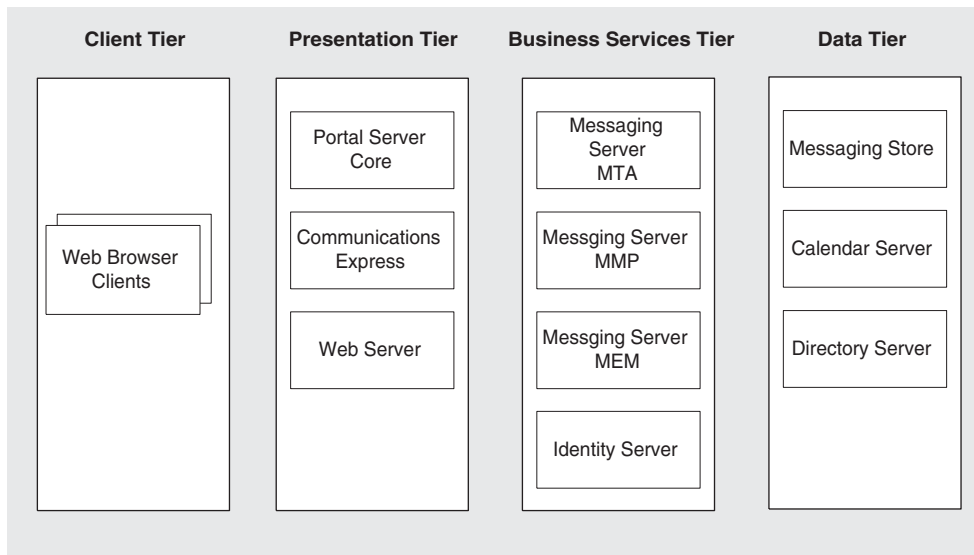 Client Tier
Presentation Tier
Business Services Tier
Data Tier
Web Browser
Clients
Portal Server
Core
Communications
Express
Web Server
Messaging
Server
MTA
Messging Server
MMP
Messging Server
MEM
Identity Server
Messaging Store
Calendar Server
Directory Server